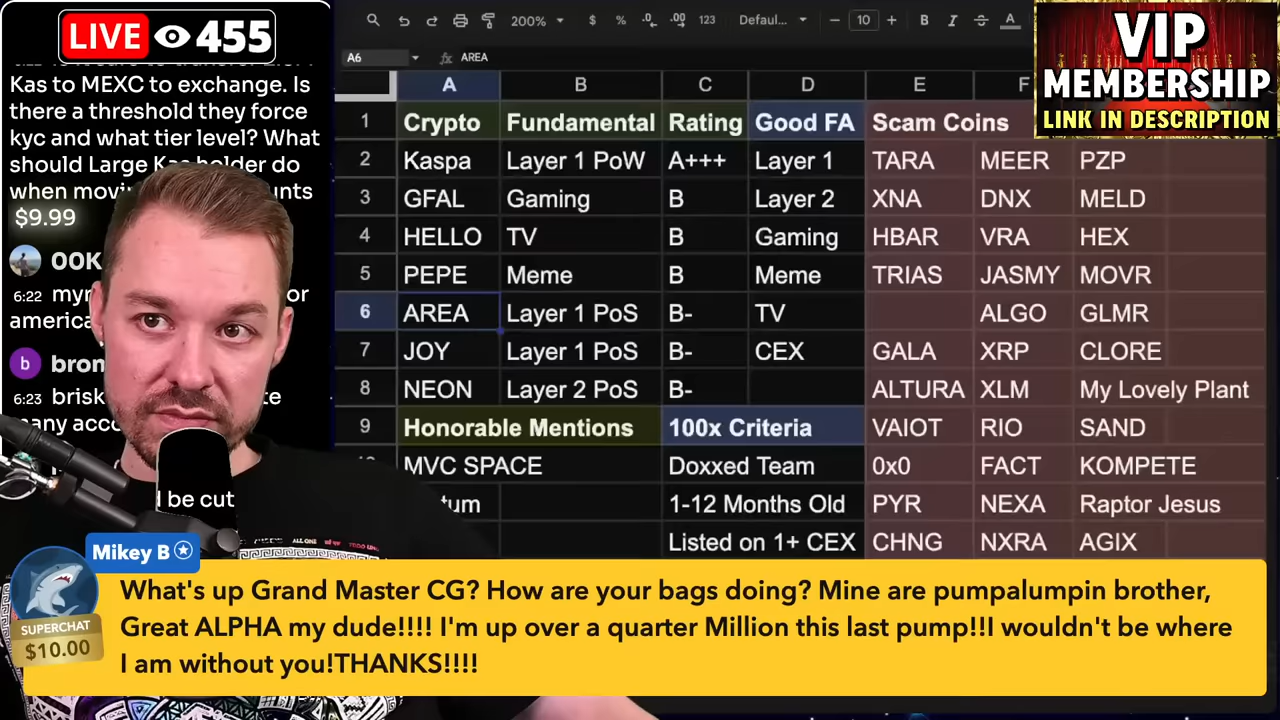 LIVE 455
Kas to MEXC to exchange. Is
there a threshold they force
kyc and what tier level? What
should Large Kas holder do
when
$9.99
6:22
america
6:23
be cut
200%
$ % .0 .00 123
Defaul...
10
B I A
A6
fx AREA
A B C D E F
1 Crypto Fundamental Rating Good FA Scam Coins
2 Kaspa Layer 1 PoW A+++ Layer 1 TARA MEER PZP
3 GFAL Gaming B Layer 2 XNA DNX MELD
4 HELLO TV B Gaming HBAR VRA HEX
5 PEPE Meme B Meme TRIAS JASMY MOVR
6 AREA Layer 1 PoS B- TV ALGO GLMR
7 JOY Layer 1 PoS B- CEX GALA XRP CLORE
8 NEON Layer 2 PoS B- ALTURA XLM My Lovely Plant
9 Honorable Mentions 100x Criteria VAIOT RIO SAND
MVC SPACE Doxxed Team 0x0 FACT KOMPETE
1-12 Months Old PYR NEXA Raptor Jesus
Listed on 1+ CEX CHNG NXRA AGIX
VIP
MEMBERSHIP
LINK IN DESCRIPTION
Mikey B
SUPERCHAT
$10.00
What's up Grand Master CG? How are your bags doing? Mine are pumpalumpin brother,
Great ALPHA my dude!!!! I'm up over a quarter Million this last pump!!I wouldn't be where
I am without you!THANKS!!!!